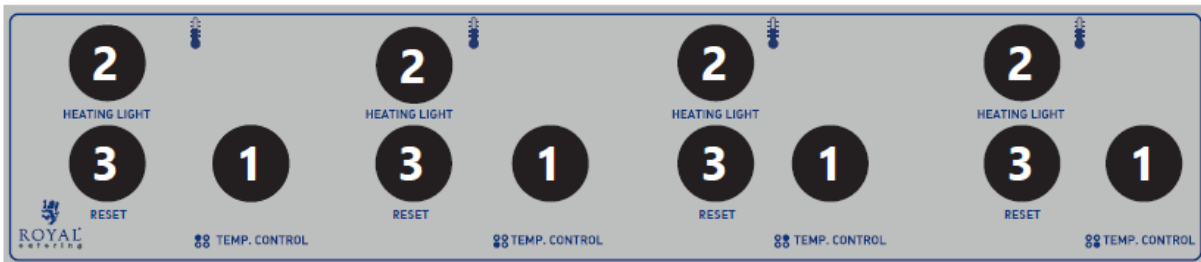 2 2 2 2
HEATING LIGHT HEATING LIGHT HEATING LIGHT HEATING LIGHT
3 1 3 1 3 1 3 1
RESET RESET RESET RESET
ROYAL
catering
TEMP. CONTROL TEMP. CONTROL TEMP. CONTROL TEMP. CONTROL